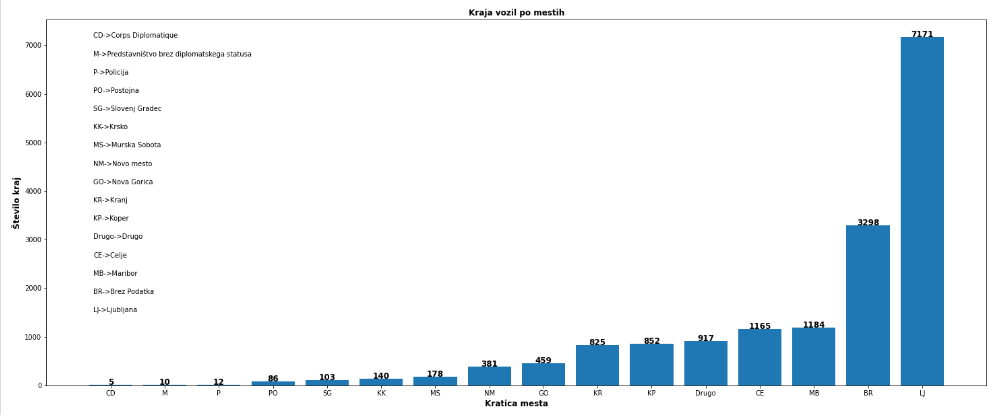 Kraja vozil po mestih
7000
6000
5000
4000
3000
2000
1000
0
Število kraj
CD->Corps Diplomatique
M->Predstavništvo brez diplomatskega statusa
P->Policija
PO->Postojna
SG->Slovenj Gradec
KK->Krsko
MS->Murska Sobota
NM->Novo mesto
GO->Nova Gorica
KR->Kranj
KP->Koper
Drugo->Drugo
CE->Celje
MB->Maribor
BR->Brez Podatka
LJ->Ljubljana
5 10 12 86 103 140 178 381 459 825 852 917 1165 1184 3298 7171
CD M P PO SG KK MS NM GO KR KP Drugo CE MB BR LJ
Kratica mesta